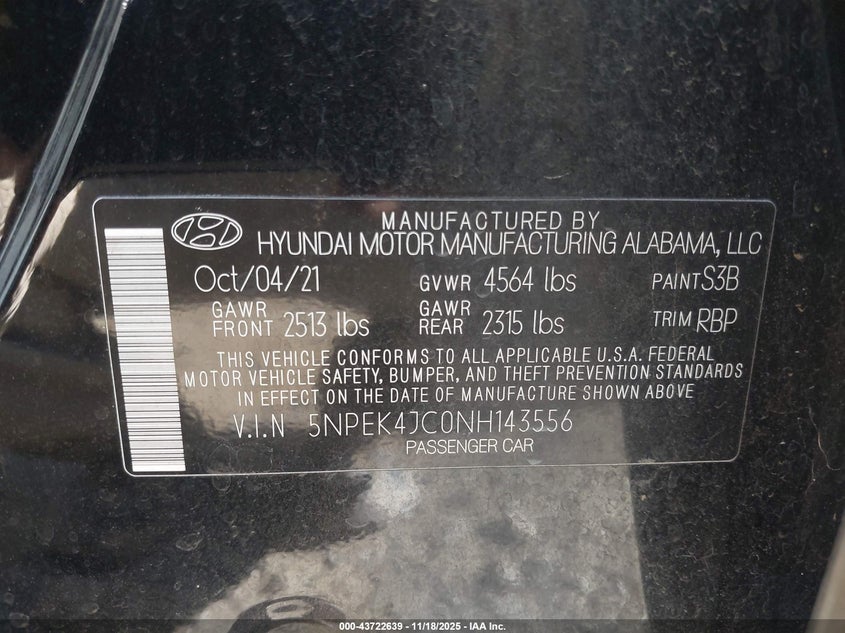 MANUFACTURED BY
HYUNDAI MOTOR MANUFACTURING ALABAMA, LLC
Oct/04/21 GVWR 4564 lbs PAINT S3B
GAWR FRONT 2513 lbs GAWR REAR 2315 lbs TRIM RBP
THIS VEHICLE CONFORMS TO ALL APPLICABLE U.S.A. FEDERAL
MOTOR VEHICLE SAFETY, BUMPER, AND THEFT PREVENTION STANDARDS
IN EFFECT ON THE DATE OF MANUFACTURE SHOWN ABOVE
V.I.N 5NPEK4JC0NH143556
PASSENGER CAR
000-43722639 - 11/18/2025 - IAA Inc.